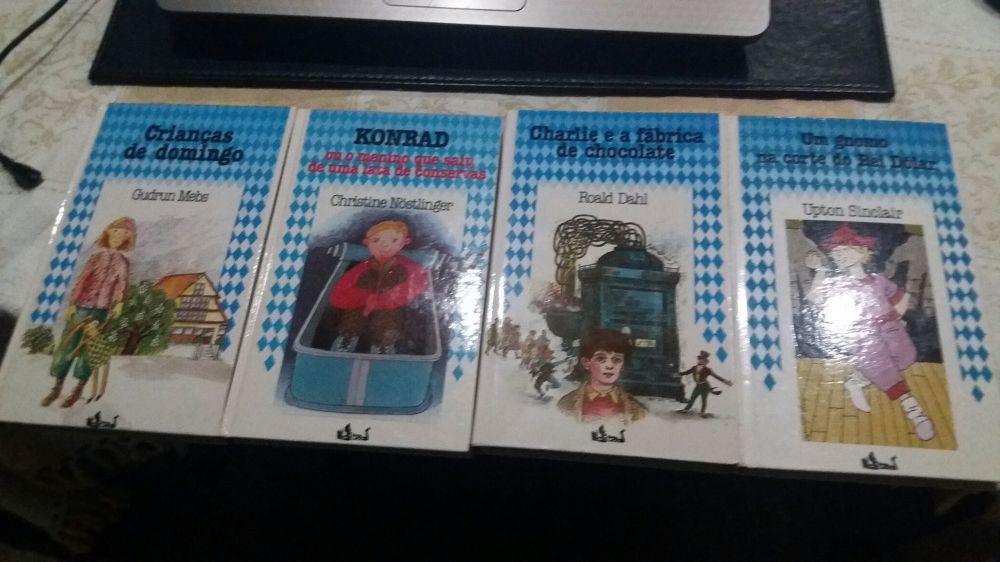 Crianças
de domingo
Gudrun Mebs
KONRAD
ou o menino que saiu
de uma lata de conservas
Christine Nöstlinger
Charlie e a fábrica
de chocolate
Roald Dahl
Um gnomo
na corte do Rei Dólar
Upton Sinclair